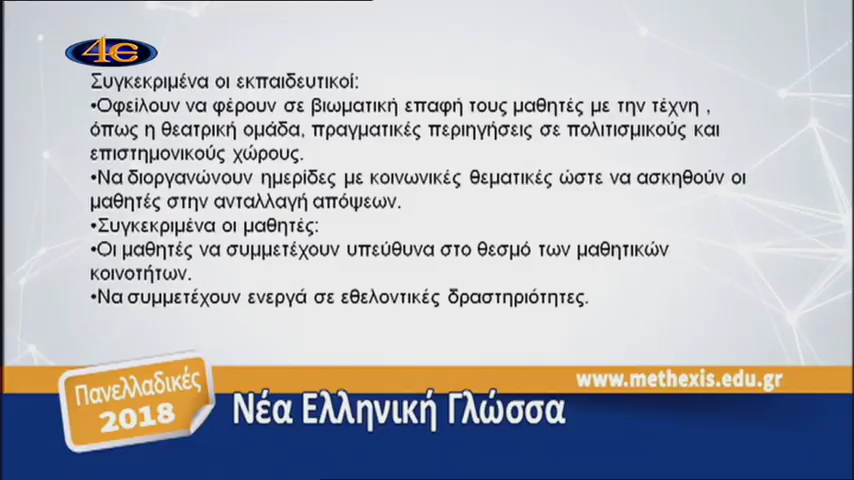 4e
Συγκεκριμένα οι εκπαιδευτικοί:
•Οφείλουν να φέρουν σε βιωματική επαφή τους μαθητές με την τέχνη ,
όπως η θεατρική ομάδα, πραγματικές περιηγήσεις σε πολιτισμικούς και
επιστημονικούς χώρους.
•Να διοργανώνουν ημερίδες με κοινωνικές θεματικές ώστε να ασκηθούν οι
μαθητές στην ανταλλαγή απόψεων.
•Συγκεκριμένα οι μαθητές:
•Οι μαθητές να συμμετέχουν υπεύθυνα στο θεσμό των μαθητικών
κοινοτήτων.
•Να συμμετέχουν ενεργά σε εθελοντικές δραστηριότητες.
www.methexis.edu.gr
Πανελλαδικές
2018
Νέα Ελληνική Γλώσσα